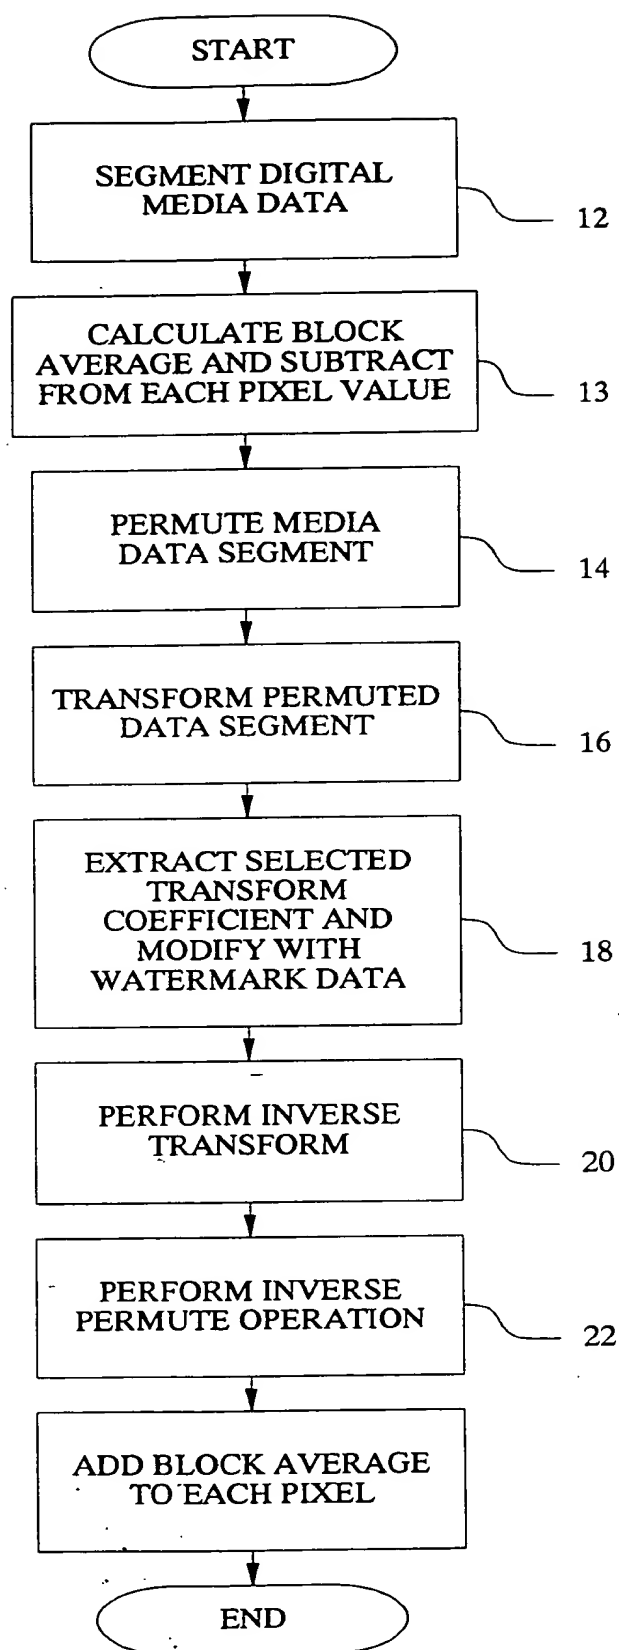 START
SEGMENT DIGITAL
MEDIA DATA
12
CALCULATE BLOCK
AVERAGE AND SUBTRACT
FROM EACH PIXEL VALUE
13
PERMUTE MEDIA
DATA SEGMENT
14
TRANSFORM PERMUTED
DATA SEGMENT
16
EXTRACT SELECTED
TRANSFORM
COEFFICIENT AND
MODIFY WITH
WATERMARK DATA
18
PERFORM INVERSE
TRANSFORM
20
PERFORM INVERSE
PERMUTE OPERATION
22
ADD BLOCK AVERAGE
TO EACH PIXEL
END